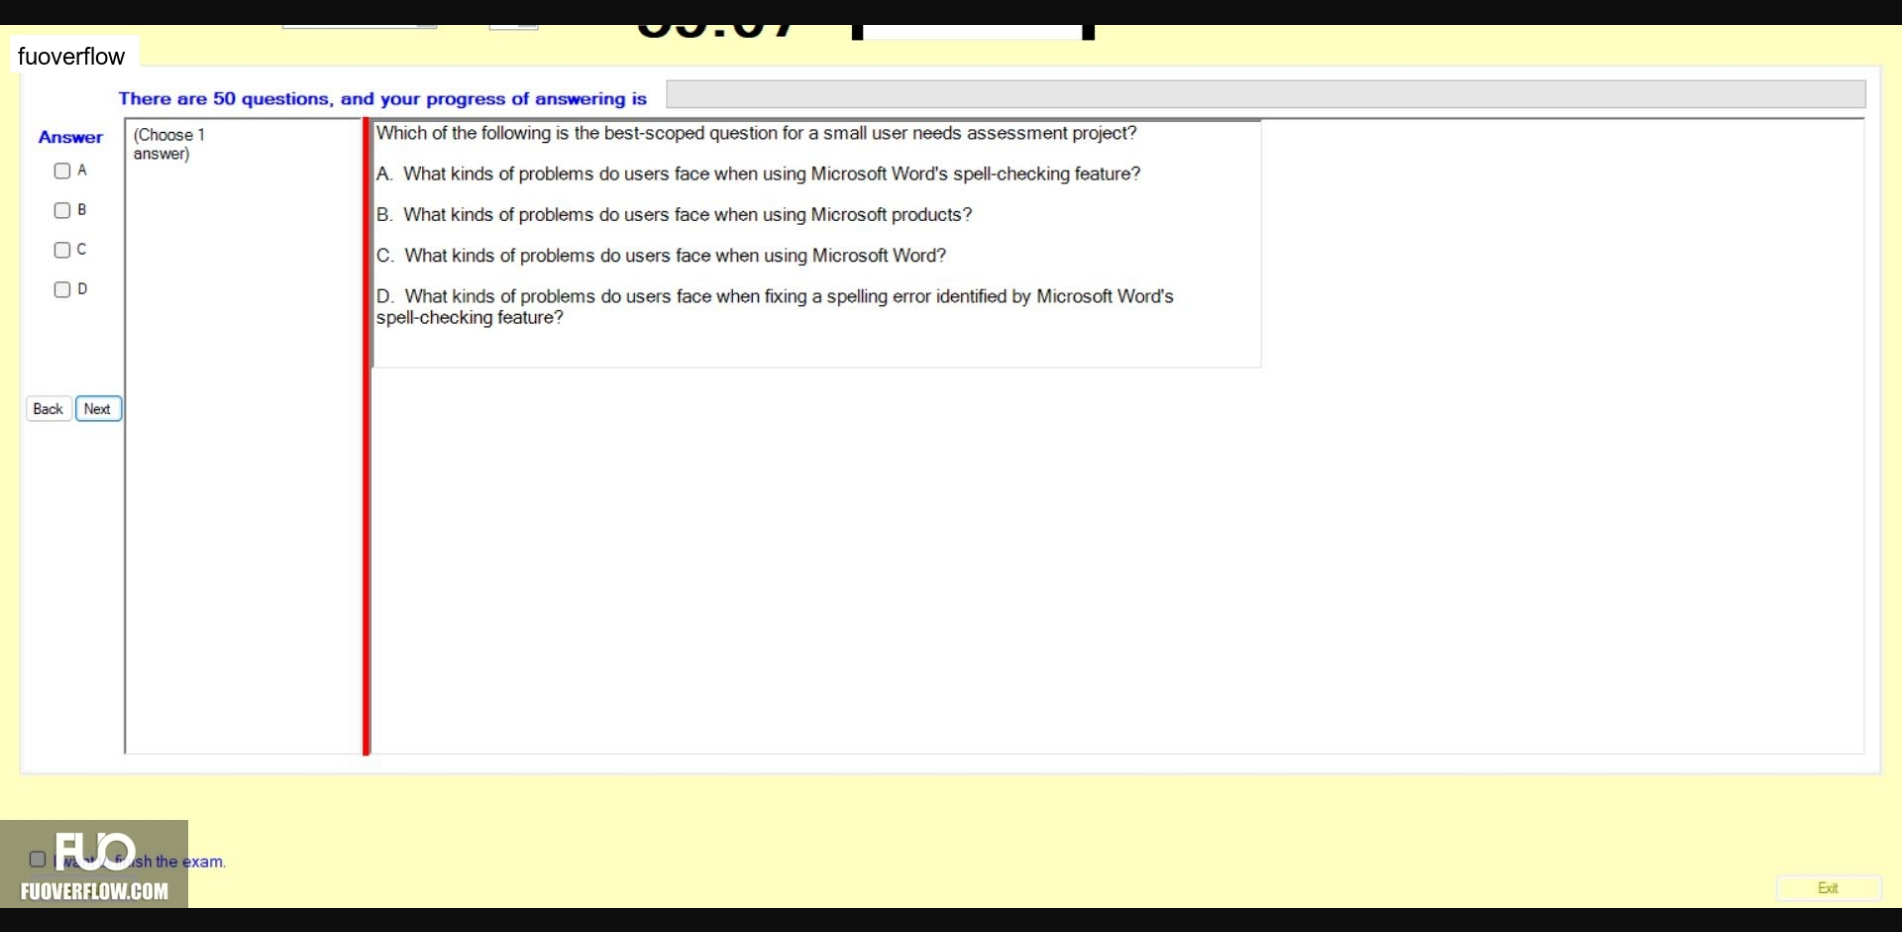 fuoverflow
There are 50 questions, and your progress of answering is
Answer
(Choose 1
answer)
A
B
C
D
Back
Next
Which of the following is the best-scoped question for a small user needs assessment project?
A. What kinds of problems do users face when using Microsoft Word's spell-checking feature?
B. What kinds of problems do users face when using Microsoft products?
C. What kinds of problems do users face when using Microsoft Word?
D. What kinds of problems do users face when fixing a spelling error identified by Microsoft Word's
spell-checking feature?
FUO
I want finish the exam.
FUOVERFLOW.COM
Exit